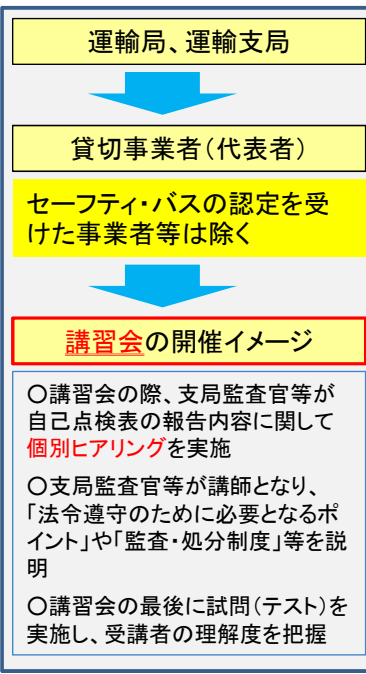 運輸局、運輸支局
貸切事業者(代表者)
セーフティ・バスの認定を受
けた事業者等は除く
講習会の開催イメージ
○講習会の際、支局監査官等が
自己点検表の報告内容に関して
個別ヒアリングを実施
○支局監査官等が講師となり、
「法令遵守のために必要となるポ
イント」や「監査・処分制度」等を説
明
○講習会の最後に試問(テスト)を
実施し、受講者の理解度を把握